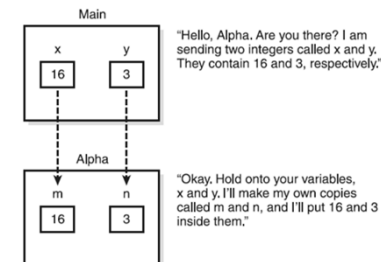 Main
x y
16 3
"Hello, Alpha. Are you there? I am
sending two integers called x and y.
They contain 16 and 3, respectively."
Alpha
m n
16 3
"Okay. Hold onto your variables,
x and y. I'll make my own copies
called m and n, and I'll put 16 and 3
inside them."